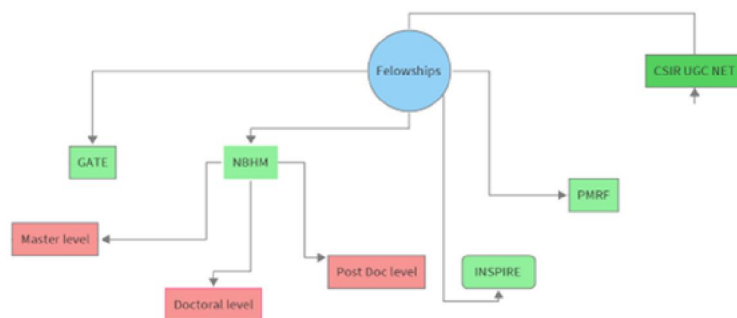 Felowships
CSIR UGC NET
GATE
NBHM
PMRF
Master level
Post Doc level
INSPIRE
Doctoral level